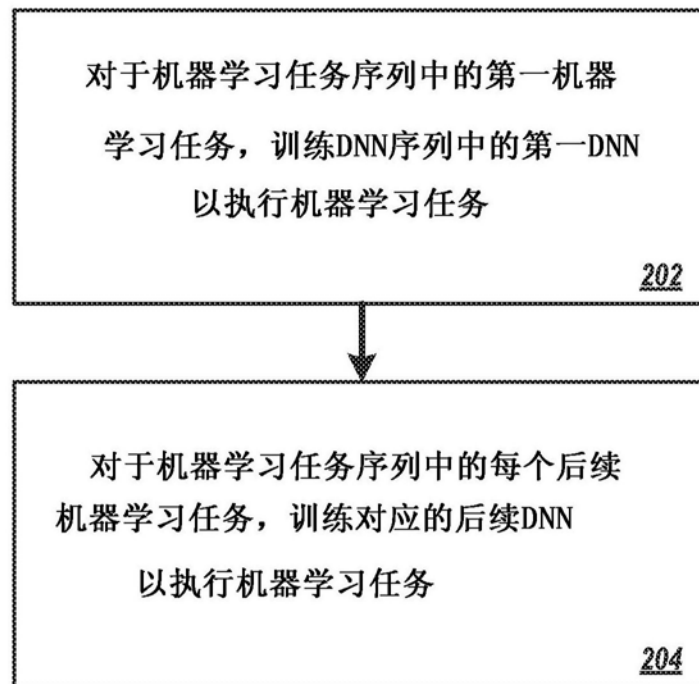 对于机器学习任务序列中的第一机器
学习任务，训练DNN序列中的第一DNN
以执行机器学习任务
202
对于机器学习任务序列中的每个后续
机器学习任务，训练对应的后续DNN
以执行机器学习任务
204